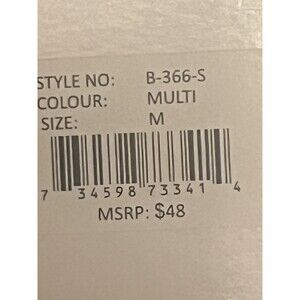 STYLE NO: B-366-S
COLOUR: MULTI
SIZE: M
7 34598 73341 4
MSRP: $48